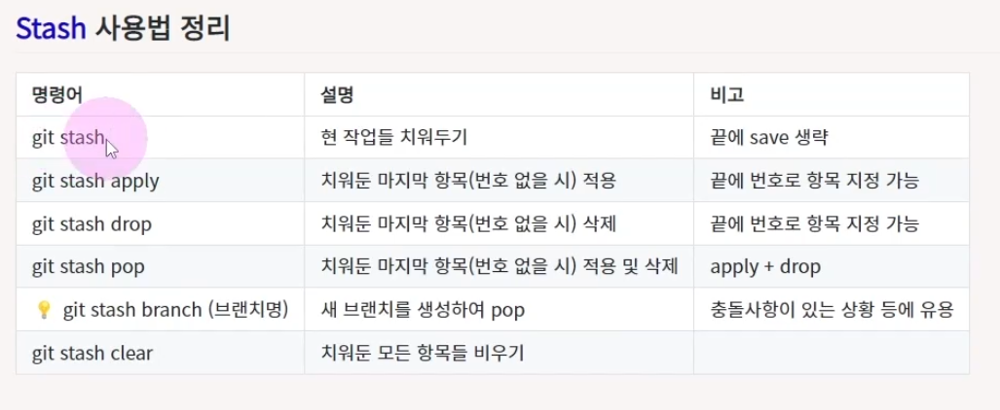 Stash 사용법 정리
명령어 설명 비고
git stash 현 작업들 치워두기 끝에 save 생략
git stash apply 치워둔 마지막 항목(번호 없을 시) 적용 끝에 번호로 항목 지정 가능
git stash drop 치워둔 마지막 항목(번호 없을 시) 삭제 끝에 번호로 항목 지정 가능
git stash pop 치워둔 마지막 항목(번호 없을 시) 적용 및 삭제 apply + drop
💡 git stash branch (브랜치명) 새 브랜치를 생성하여 pop 충돌사항이 있는 상황 등에 유용
git stash clear 치워둔 모든 항목들 비우기